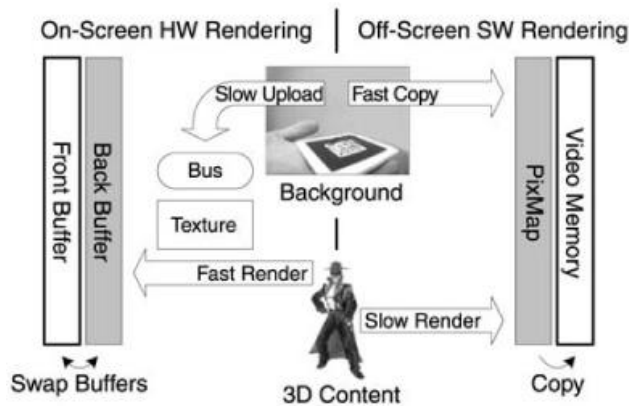 On-Screen HW Rendering
Off-Screen SW Rendering
Slow Upload
Fast Copy
Front Buffer
Back Buffer
Bus
Background
PixMap
Video Memory
Texture
Fast Render
Slow Render
Swap Buffers
3D Content
Copy